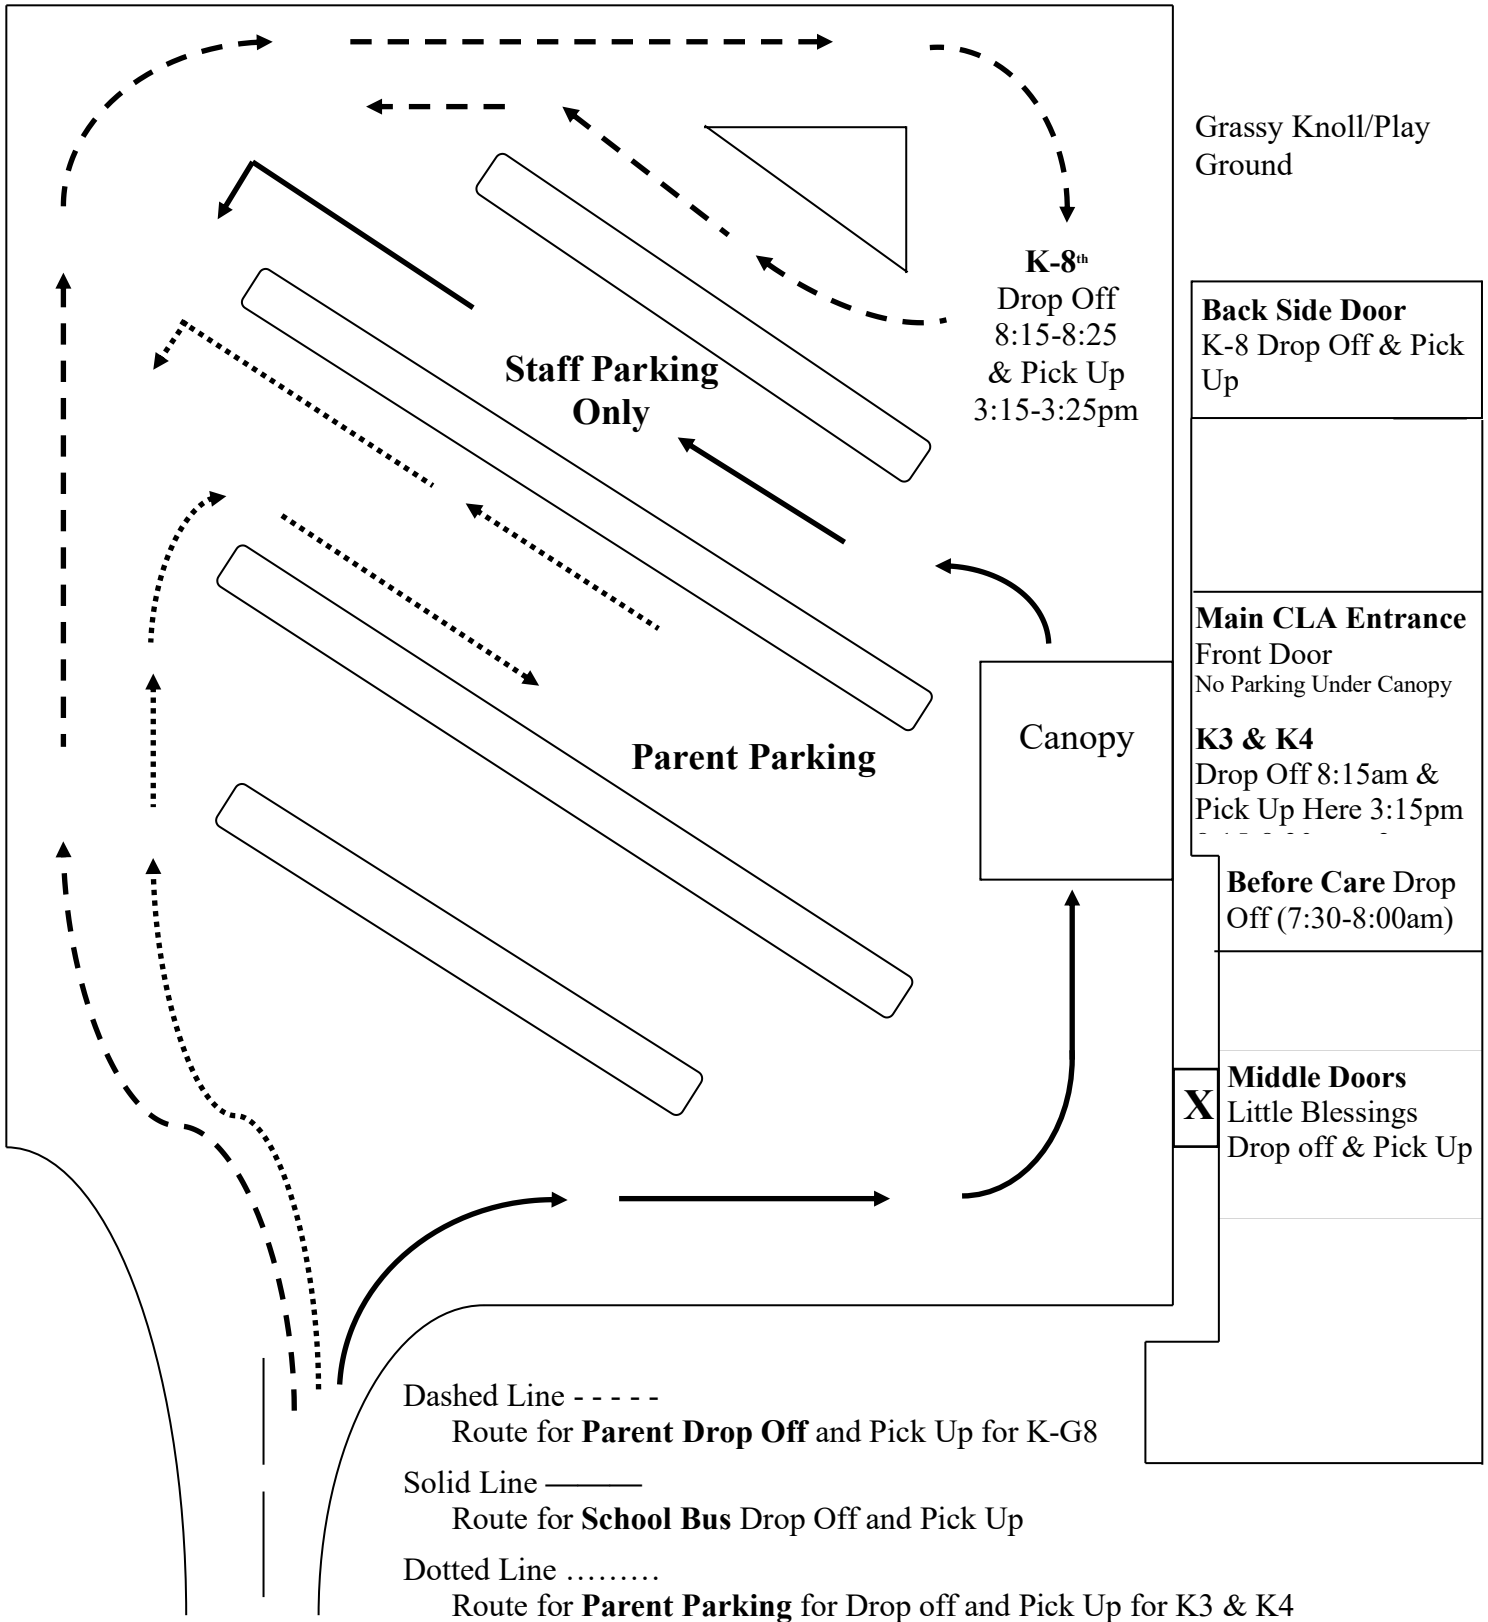 Grassy Knoll/Play
Ground
K-8th
Drop Off
8:15-8:25
& Pick Up
3:15-3:25pm
Back Side Door
K-8 Drop Off & Pick
Up
Staff Parking
Only
Main CLA Entrance
Front Door
No Parking Under Canopy
K3 & K4
Drop Off 8:15am &
Pick Up Here 3:15pm
Canopy
Parent Parking
Before Care Drop
Off (7:30-8:00am)
X
Middle Doors
Little Blessings
Drop off & Pick Up
Dashed Line - - - - -
Route for Parent Drop Off and Pick Up for K-G8
Solid Line ———
Route for School Bus Drop Off and Pick Up
Dotted Line ………
Route for Parent Parking for Drop off and Pick Up for K3 & K4